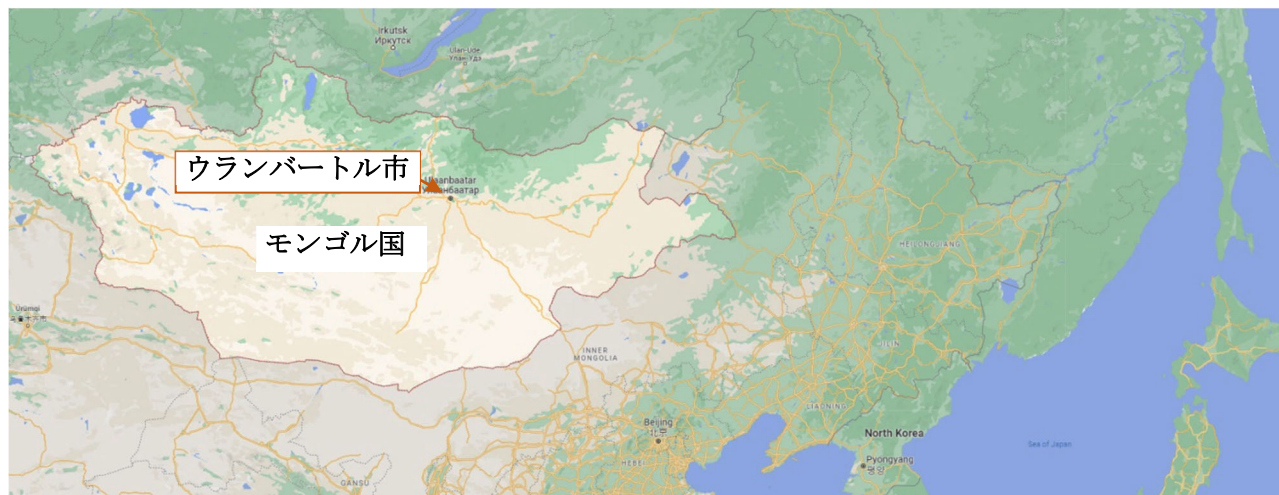 Irkutsk
Иркутск
Ulan-Ude
Улан-Удэ
ウランバートル市
Улаанбаатар
モンゴル国
HEILONGJIANG
Urumqi
INNER
MONGOLIA
JILIN
LIAONING
Beijing
北京
North Korea
Sea of Japan
Pyongyang
평양
HEBEI
GANSU